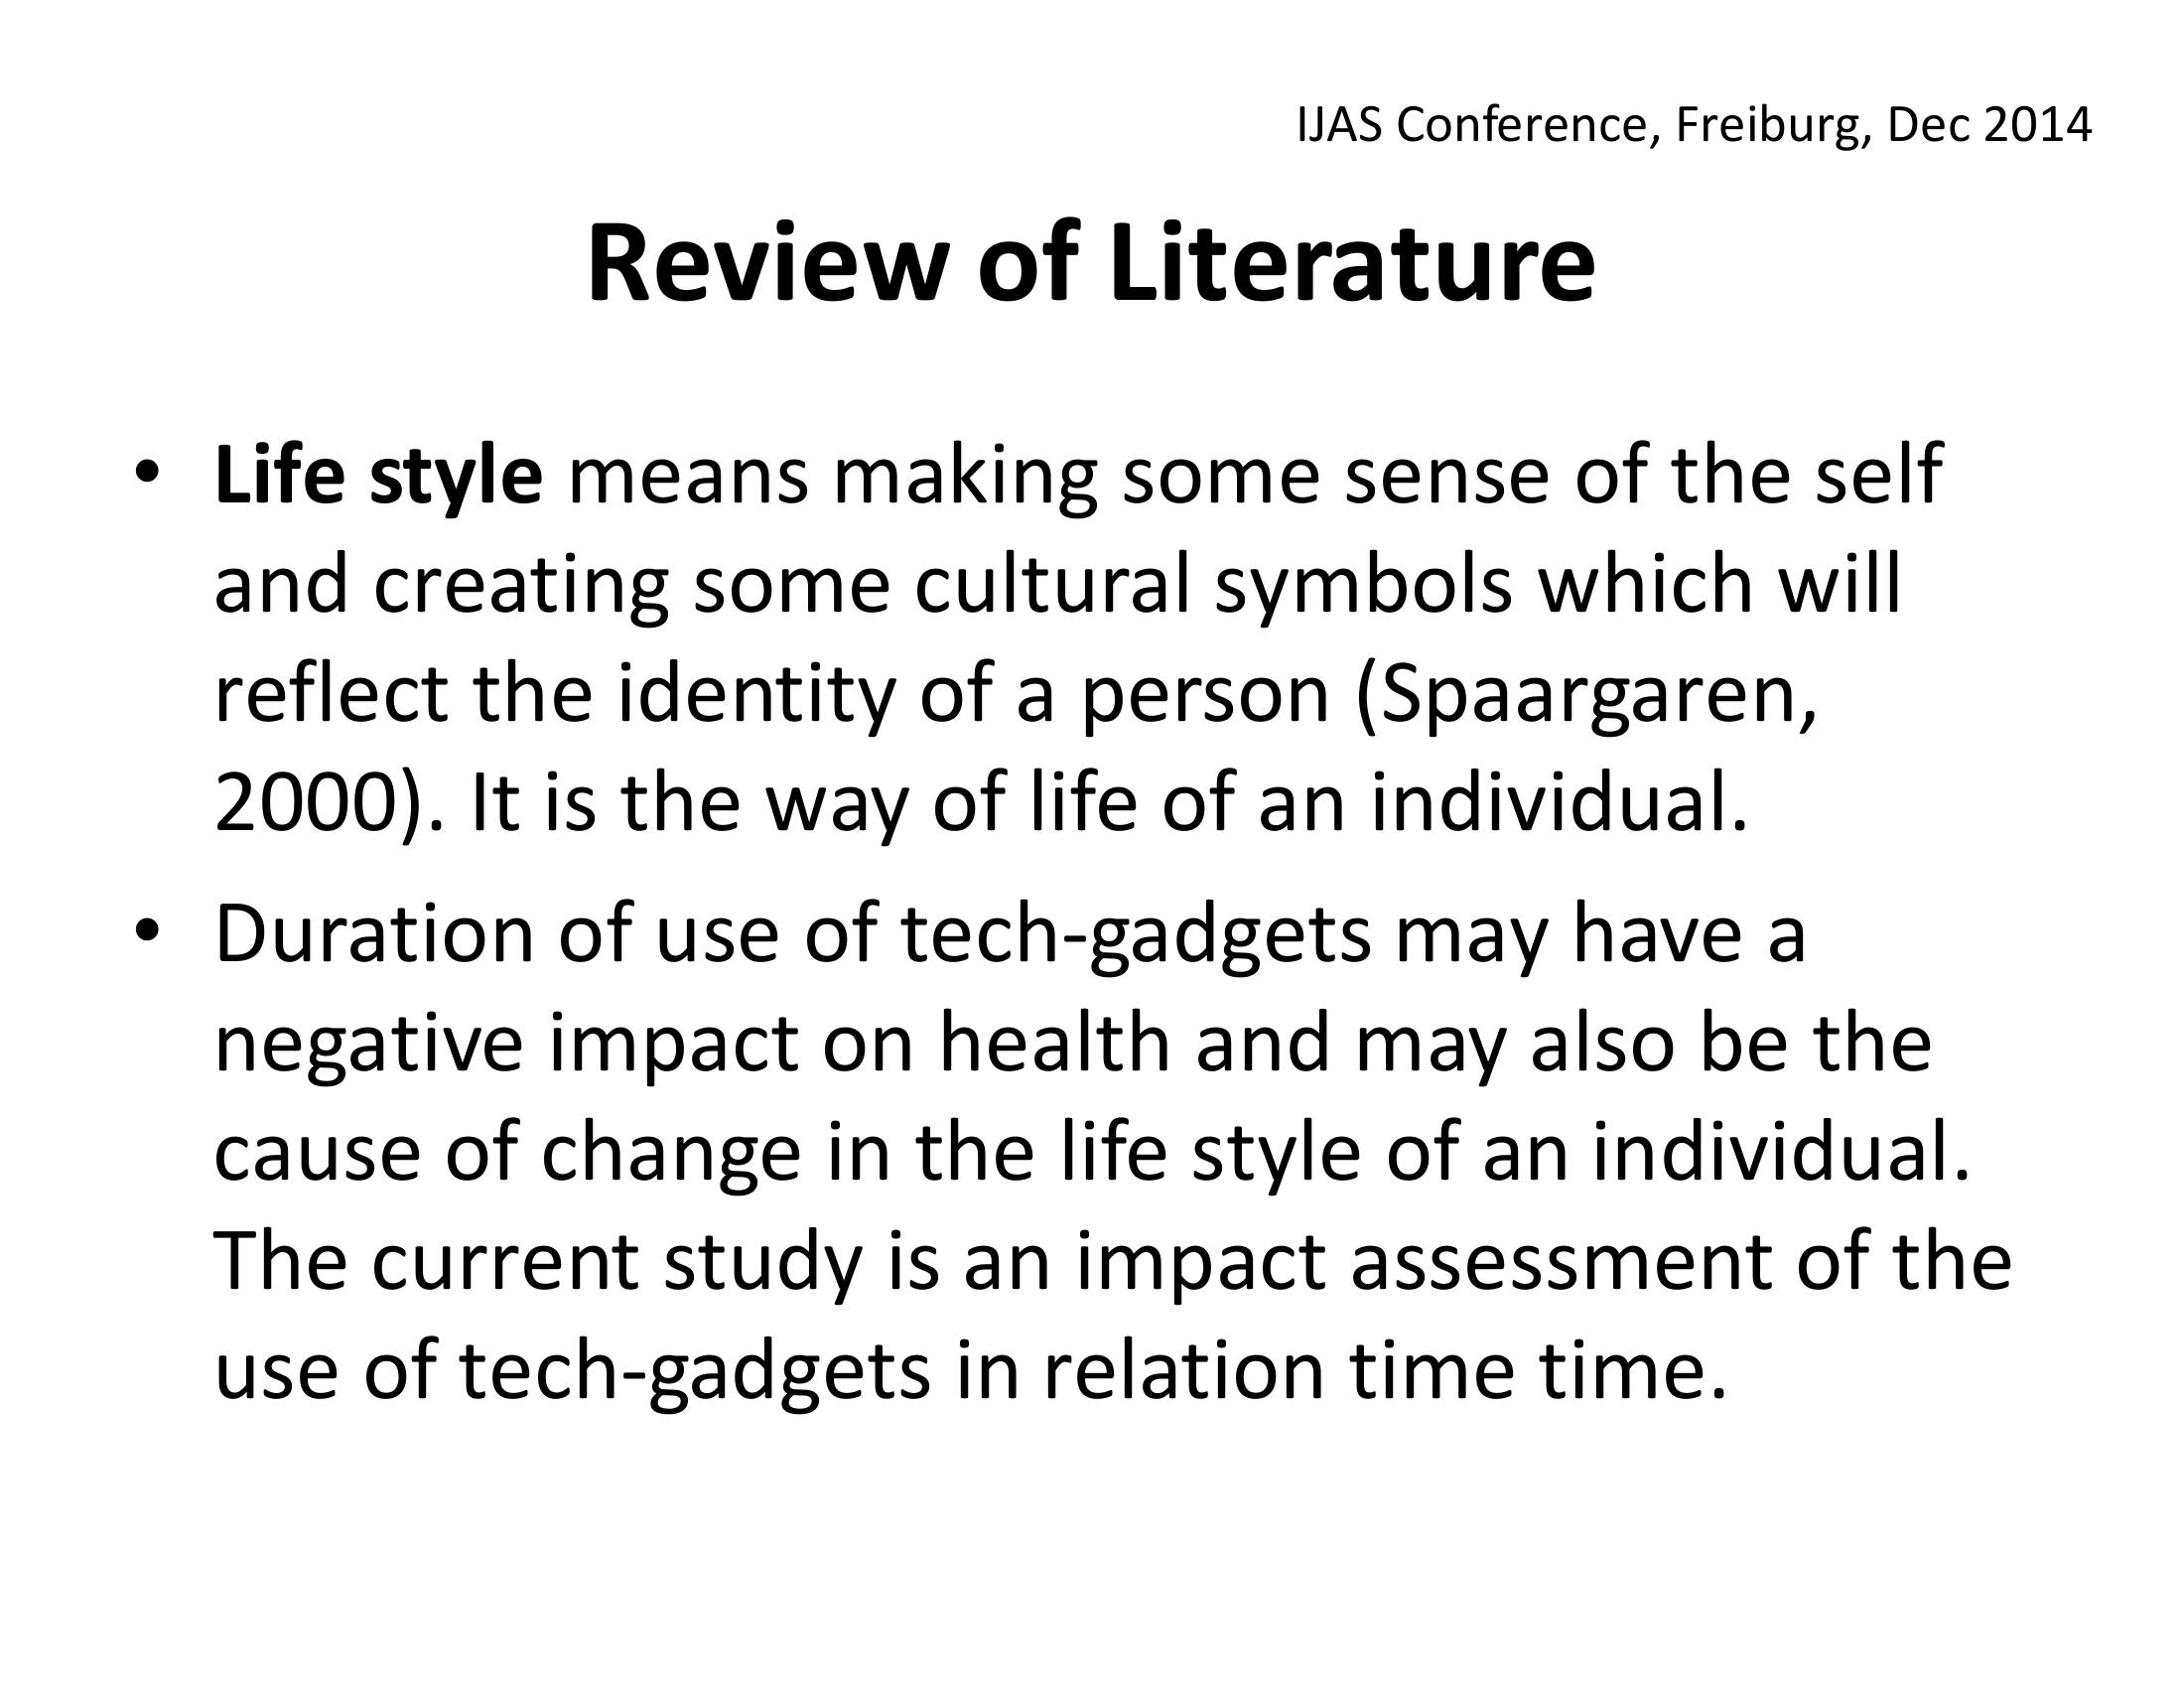 IJAS Conference, Freiburg, Dec 2014
Review of Literature
• Life style means making some sense of the self
and creating some cultural symbols which will
reflect the identity of a person (Spaargaren,
2000). It is the way of life of an individual.
• Duration of use of tech-gadgets may have a
negative impact on health and may also be the
cause of change in the life style of an individual.
The current study is an impact assessment of the
use of tech-gadgets in relation time time.